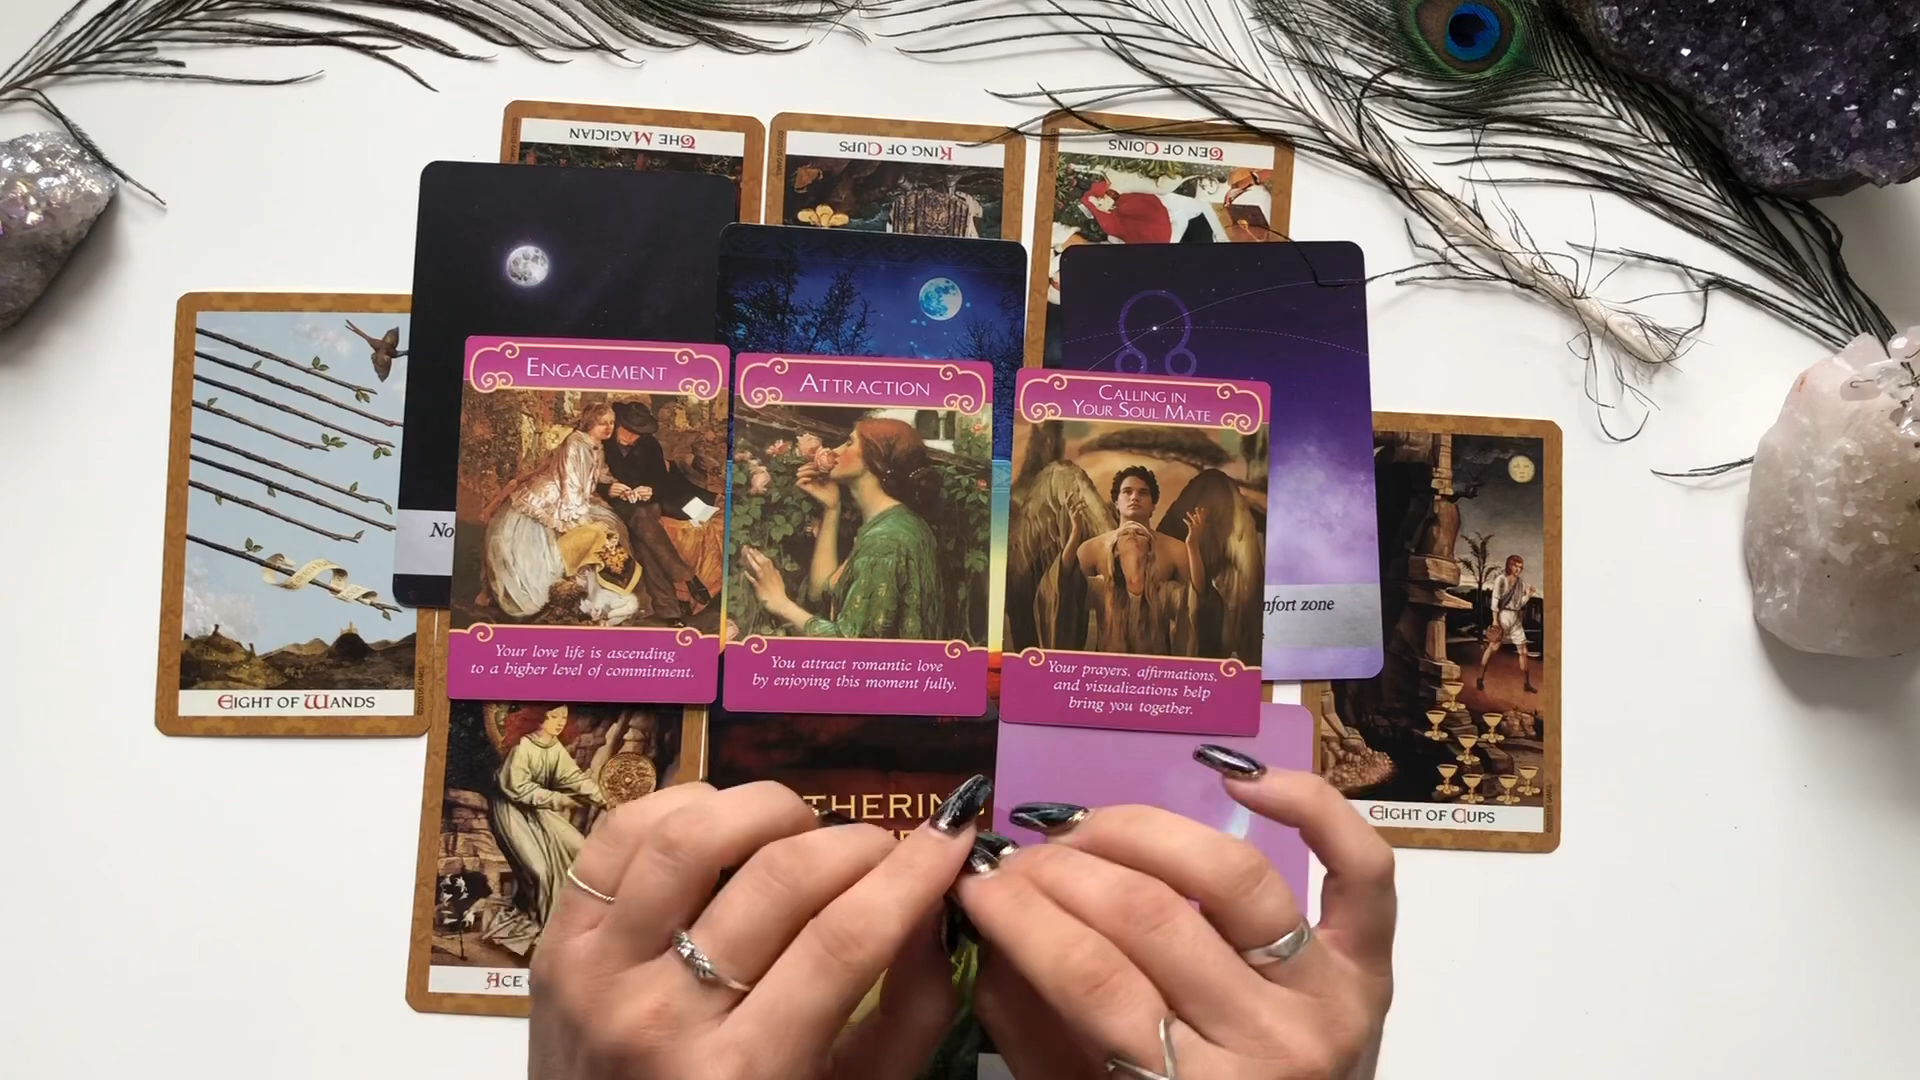 THE MAGICIAN
KING OF CUPS
TEN OF COINS
No
ENGAGEMENT
Your love life is ascending
to a higher level of commitment.
ATTRACTION
You attract romantic love
by enjoying this moment fully.
CALLING IN
YOUR SOUL MATE
Your prayers, affirmations,
and visualizations help
bring you together.
nfort zone
EIGHT OF WANDS
EIGHT OF CUPS
THERING
ACE